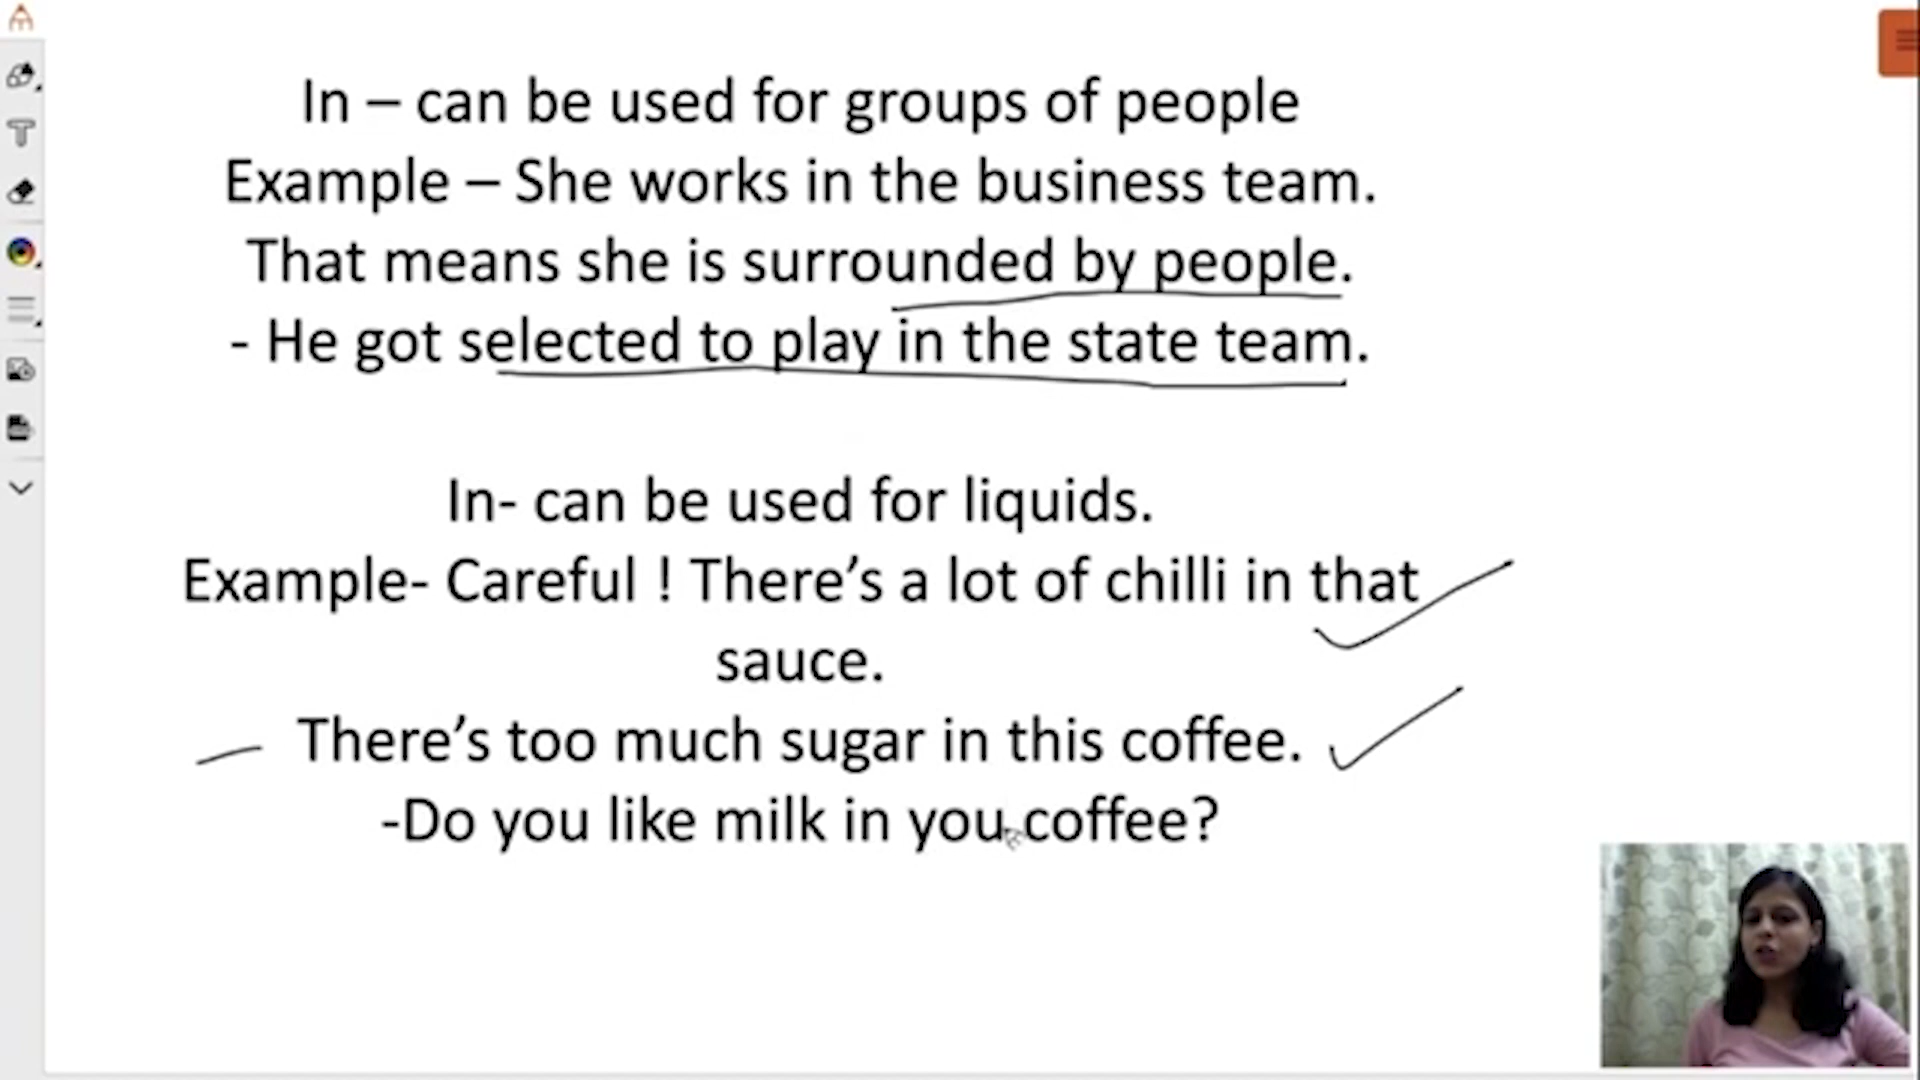 In – can be used for groups of people
Example – She works in the business team.
That means she is surrounded by people.
- He got selected to play in the state team.
In- can be used for liquids.
Example- Careful ! There’s a lot of chilli in that
sauce.
There’s too much sugar in this coffee.
-Do you like milk in you coffee?